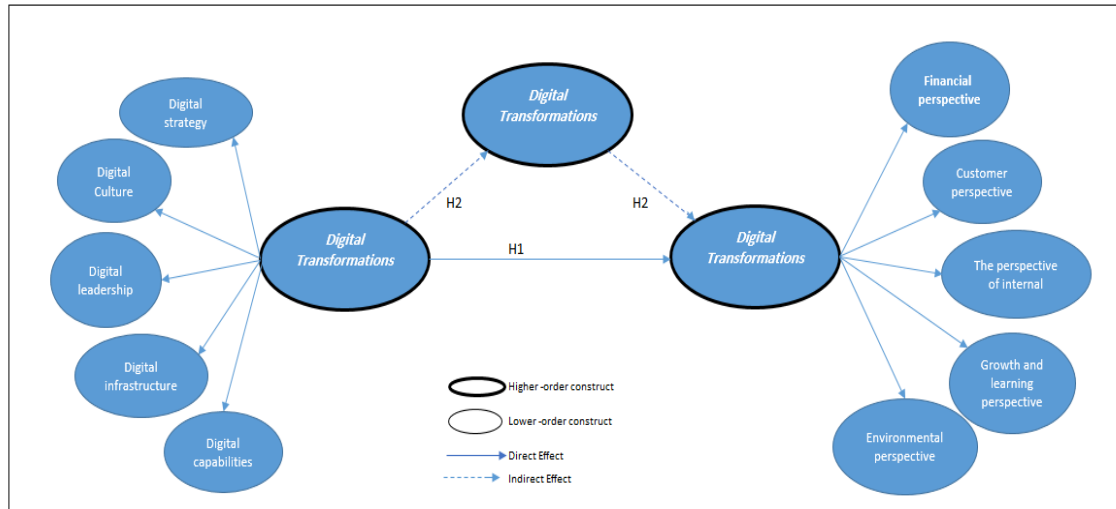 Digital
strategy
Digital
Culture
Digital
leadership
Digital
infrastructure
Digital
capabilities
Digital
Transformations
H2
Digital
Transformations
H2
H1
Digital
Transformations
Financial
perspective
Customer
perspective
The perspective
of internal
Growth and
learning
perspective
Environmental
perspective
Higher -order construct
Lower -order construct
Direct Effect
Indirect Effect